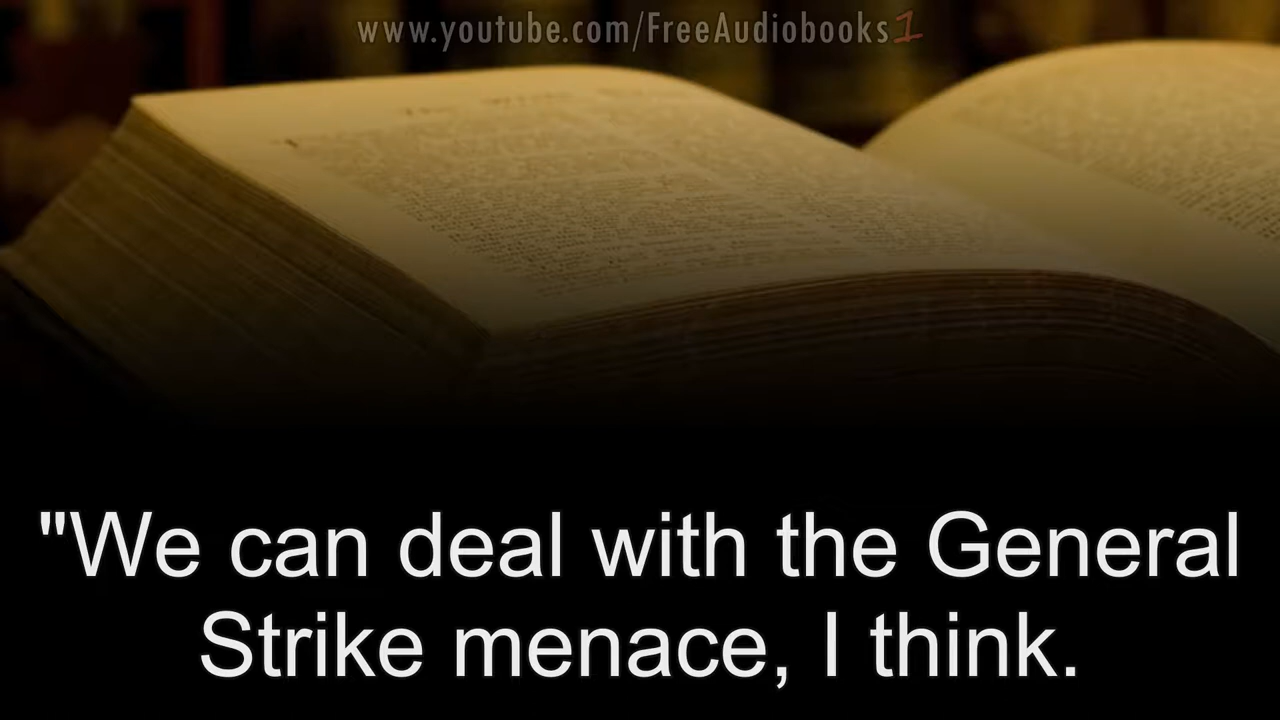 www.youtube.com/FreeAudiobooks1
"We can deal with the General
Strike menace, I think.